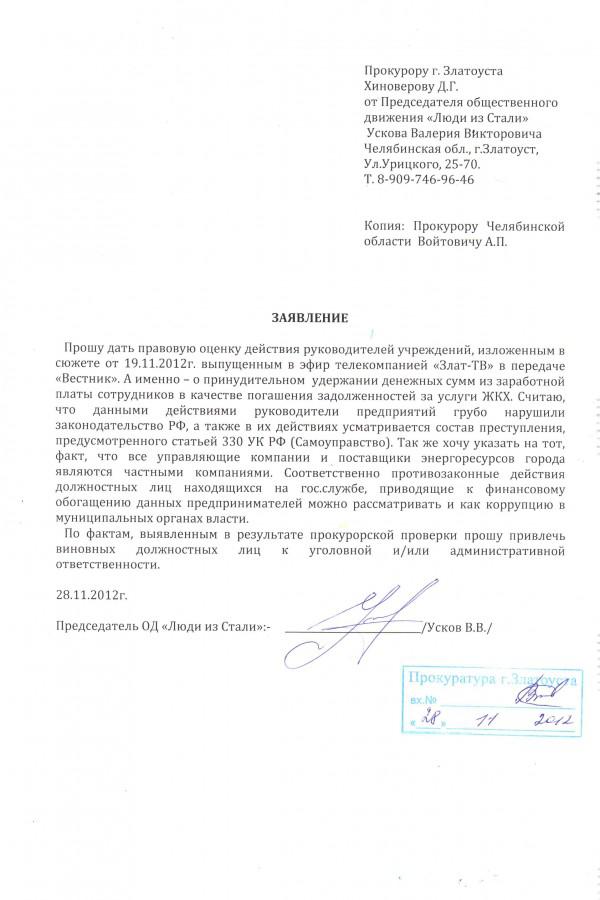 Прокурору г. Златоуста
Хиноверову Д.Г.
от Председателя общественного
движения «Люди из Стали»
Ускова Валерия Викторовича
Челябинская обл., г.Златоуст,
Ул.Урицкого, 25-70.
Т. 8-909-746-96-46
Копия: Прокурору Челябинской
области Войтовичу А.П.
ЗАЯВЛЕНИЕ
Прошу дать правовую оценку действия руководителей учреждений, изложенным в
сюжете от 19.11.2012г. выпущенным в эфир телекомпанией «Злат-ТВ» в передаче
«Вестник». А именно – о принудительном удержании денежных сумм из заработной
платы сотрудников в качестве погашения задолженностей за услуги ЖКХ. Считаю,
что данными действиями руководители предприятий грубо нарушили
законодательство РФ, а также в их действиях усматривается состав преступления,
предусмотренного статьей 330 УК РФ (Самоуправство). Так же хочу указать на тот,
факт, что все управляющие компании и поставщики энергоресурсов города
являются частными компаниями. Соответственно противозаконные действия
должностных лиц находящихся на гос.службе, приводящие к финансовому
обогащению данных предпринимателей можно рассматривать и как коррупцию в
муниципальных органах власти.
По фактам, выявленным в результате прокурорской проверки прошу привлечь
виновных должностных лиц к уголовной и/или административной
ответственности.
28.11.2012г.
Председатель ОД «Люди из Стали»:- /Усков В.В./
Прокуратура г.Златоуста
вх.№
«28» 11 2012